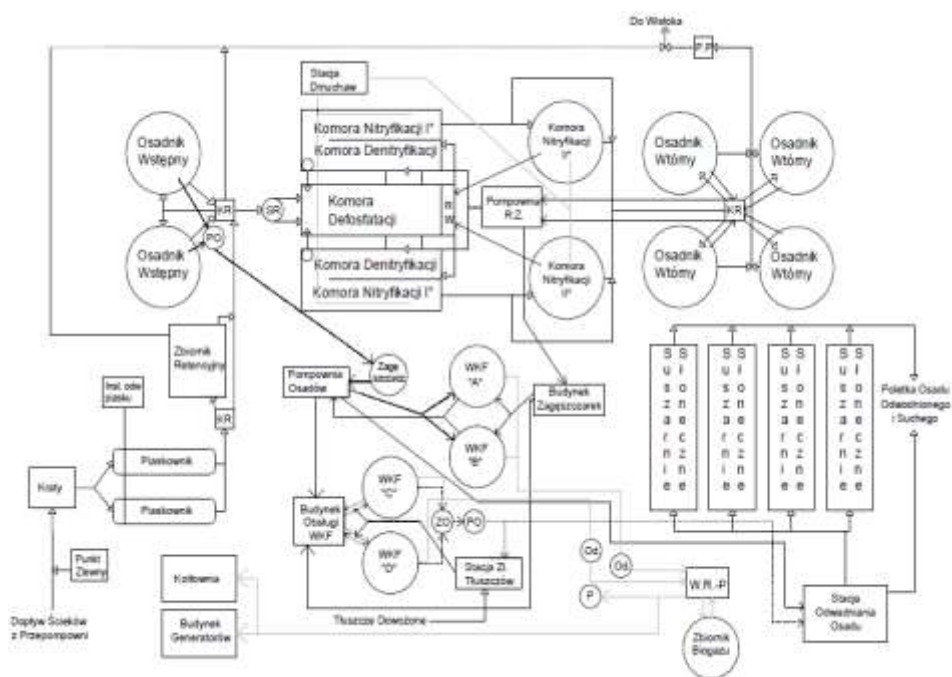 Do Wisłoka
P.P
Stacja
Dmuchaw
Osadnik
Wstępny
KR
SR
PO
Osadnik
Wstępny
Komora Nitryfikacji I°
Komora Denitryfikacji
Komora
Defosfatacji
R
W
Komora Denitryfikacji
Komora Nitryfikacji I°
Komora
Nitryfikacji
II°
Pompownia
R.Z.
Komora
Nitryfikacji
II°
Osadnik
Wtórny
Osadnik
Wtórny
KR
Osadnik
Wtórny
Osadnik
Wtórny
Zbiornik
Retencyjny
KR
Piaskownik
Piaskownik
Kraty
Punkt
Zlewny
Dopływ Ścieków
z Przepompowni
Pompownia
Osadów
WKF
"A"
WKF
"B"
Budynek
Zagęszczarek
Budynek
Obsługi
WKF
WKF
"C"
WKF
"D"
ZO
PO
Stacja Zl.
Tłuszczów
Tłuszcze Dowożone
Kotłownia
Budynek
Generatorów
Od.
Od.
P
W.R.-P
Zbiornik
Biogazu
Suszarnie
Słoneczne
Suszarnie
Słoneczne
Suszarnie
Słoneczne
Suszarnie
Słoneczne
Poletka Osadu
Odwodnionego
i Suchego
Stacja
Odwadniania
Osadu